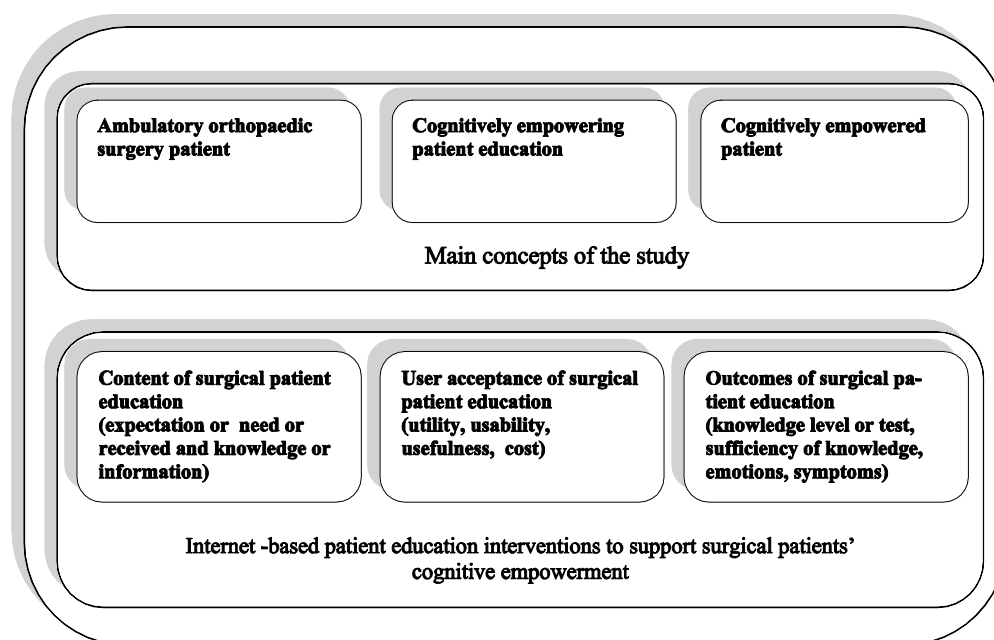 Ambulatory orthopaedic
surgery patient
Cognitively empowering
patient education
Cognitively empowered
patient
Main concepts of the study
Content of surgical patient
education
(expectation or  need or
received and knowledge or
information)
User acceptance of surgical
patient education
(utility, usability,
usefulness,  cost)
Outcomes of surgical pa-
tient education
(knowledge level or test,
sufficiency of knowledge,
emotions, symptoms)
Internet -based patient education interventions to support surgical patients’
cognitive empowerment